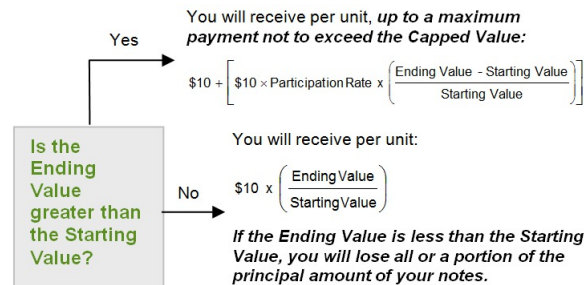 You will receive per unit, up to a maximum
payment not to exceed the Capped Value:
Yes
$10 + [ $10 × Participation Rate x ( Ending Value - Starting Value / Starting Value ) ]
Is the
Ending
Value
greater than
the Starting
Value?
No
You will receive per unit:
$10 x ( Ending Value / Starting Value )
If the Ending Value is less than the Starting
Value, you will lose all or a portion of the
principal amount of your notes.